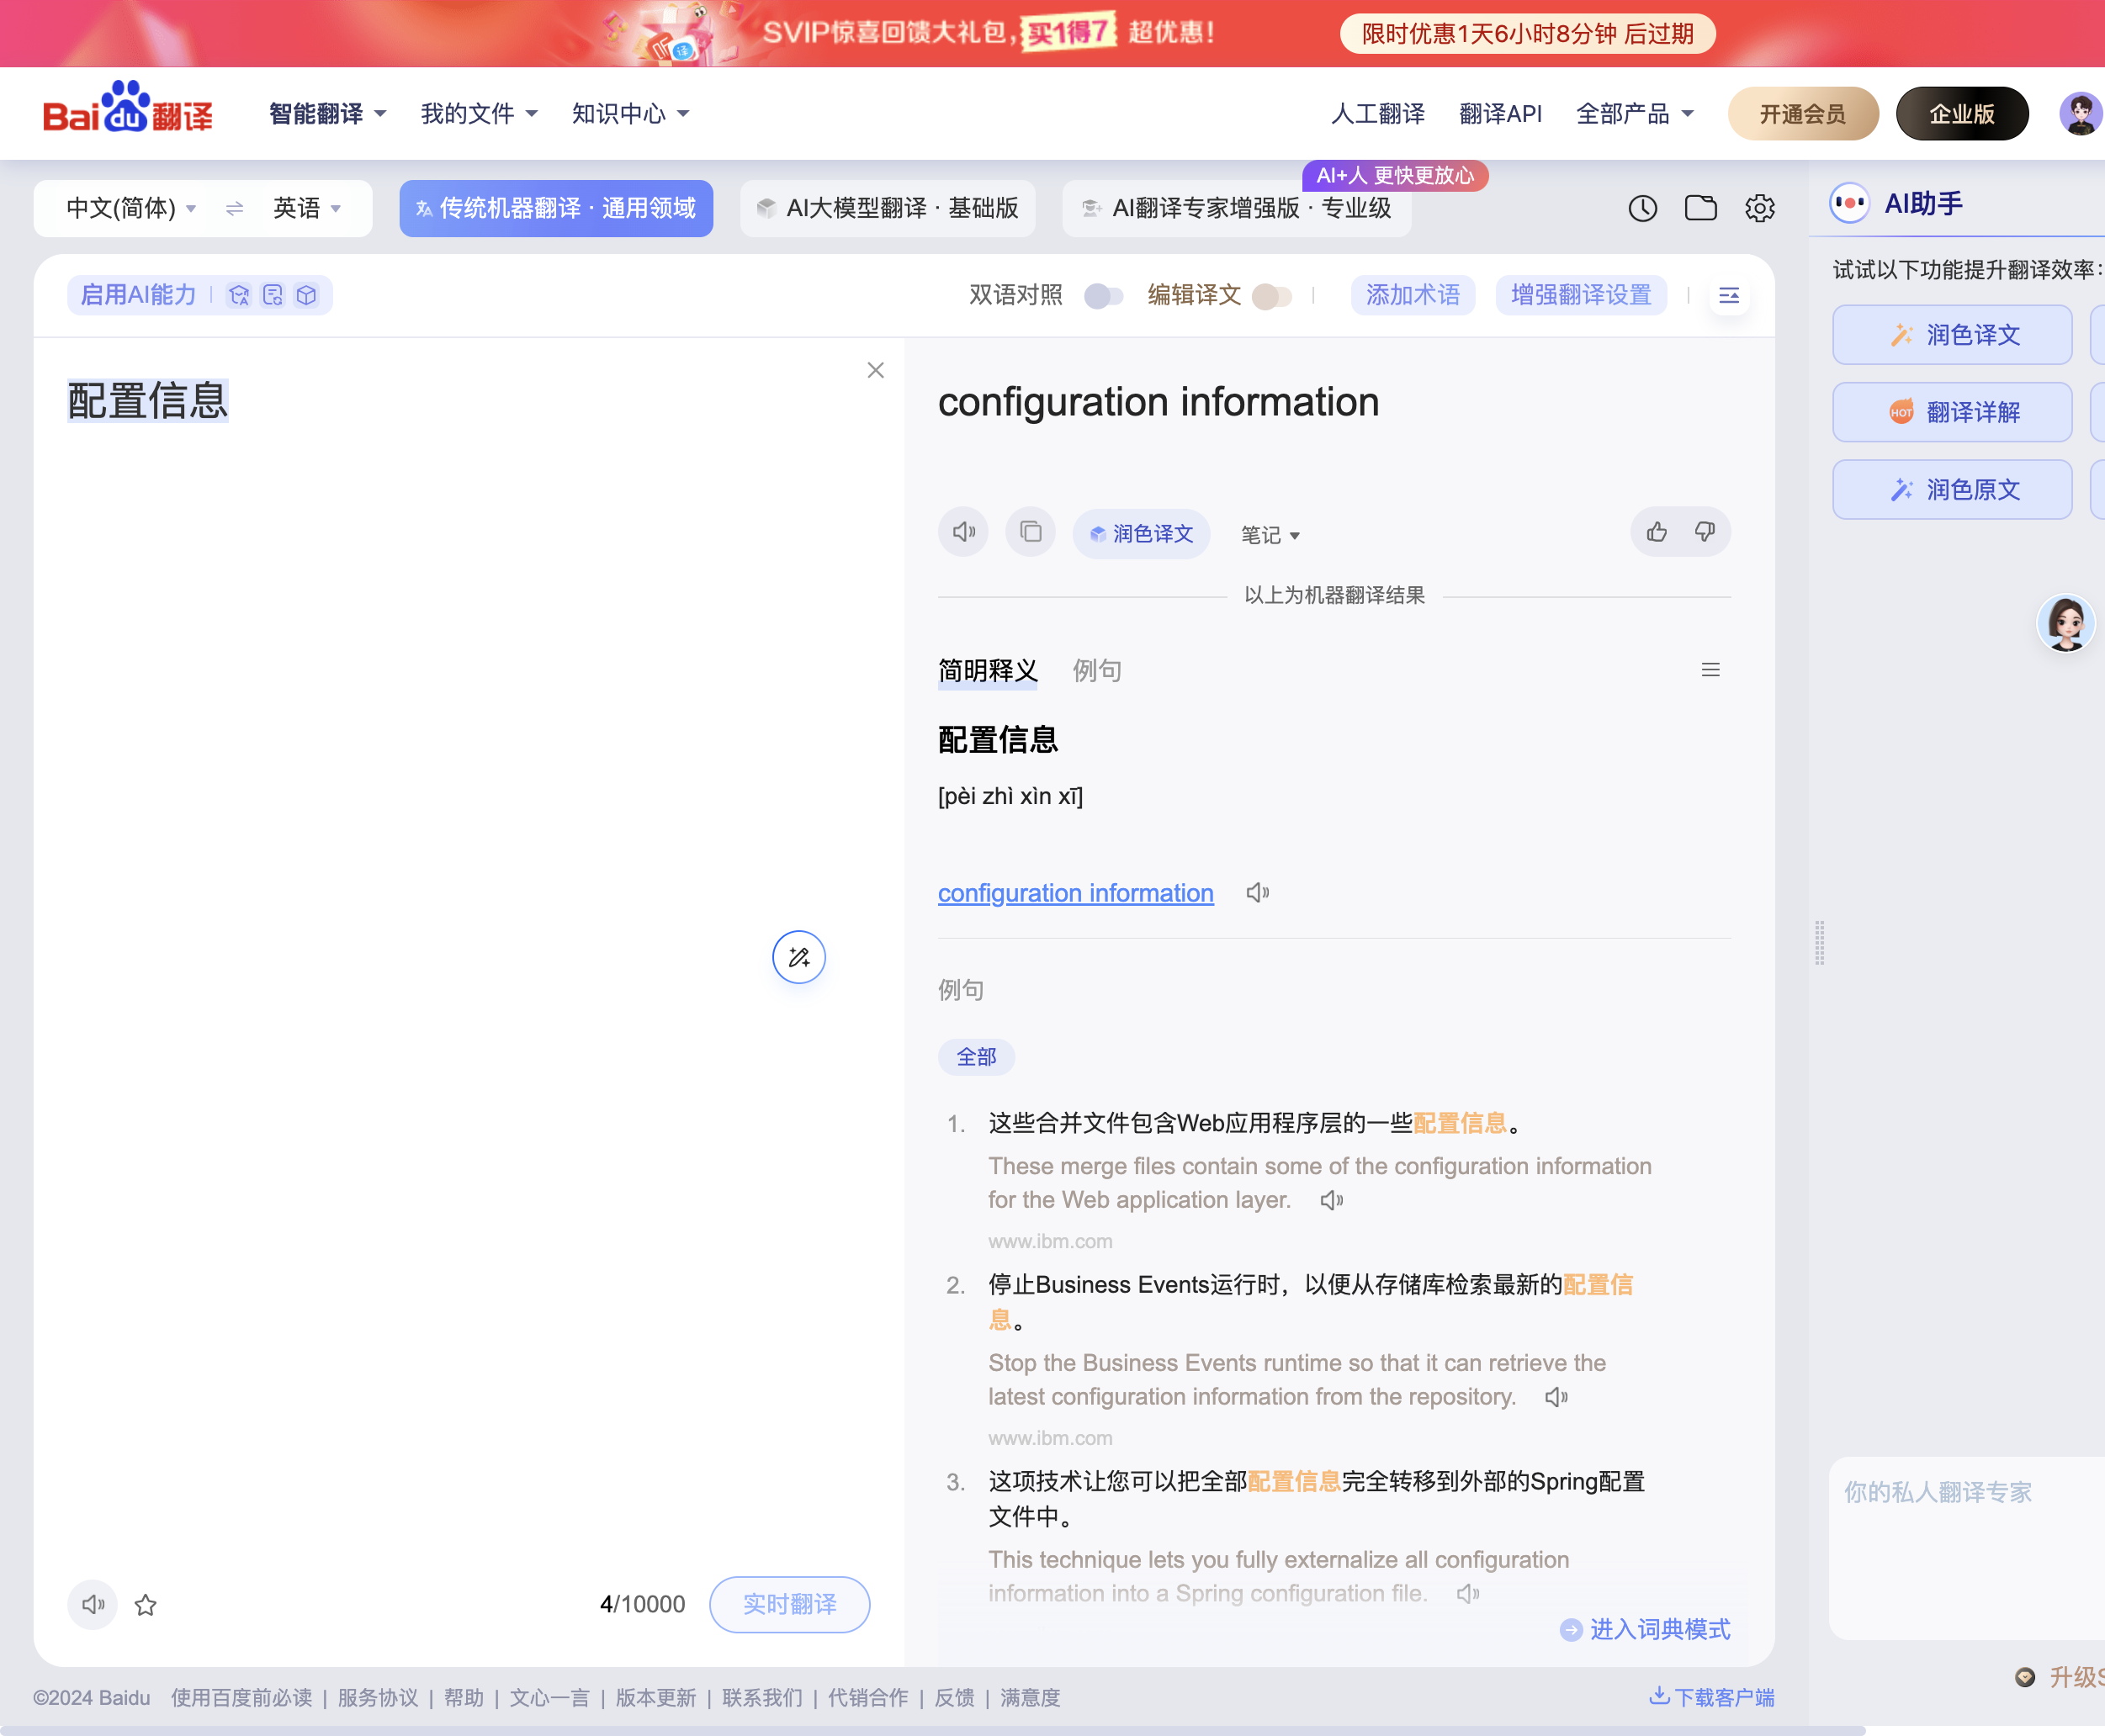 SVIP惊喜回馈大礼包,买1得7 超优惠!
限时优惠1天6小时8分钟 后过期
Baidu翻译
智能翻译
我的文件
知识中心
人工翻译
翻译API
全部产品
开通会员
企业版
中文(简体)
英语
传统机器翻译 · 通用领域
AI大模型翻译 · 基础版
AI翻译专家增强版 · 专业级
AI+人 更快更放心
AI助手
启用AI能力
双语对照
编辑译文
添加术语
增强翻译设置
试试以下功能提升翻译效率:
润色译文
HOT 翻译详解
润色原文
配置信息
configuration information
润色译文
笔记
以上为机器翻译结果
简明释义
例句
配置信息
[pèi zhì xìn xī]
configuration information
例句
全部
1. 这些合并文件包含Web应用程序层的一些配置信息。
These merge files contain some of the configuration information
for the Web application layer.
www.ibm.com
2. 停止Business Events运行时，以便从存储库检索最新的配置信
息。
Stop the Business Events runtime so that it can retrieve the
latest configuration information from the repository.
www.ibm.com
3. 这项技术让您可以把全部配置信息完全转移到外部的Spring配置
文件中。
This technique lets you fully externalize all configuration
information into a Spring configuration file.
进入词典模式
4/10000
实时翻译
你的私人翻译专家
升级S
©2024 Baidu 使用百度前必读 | 服务协议 | 帮助 | 文心一言 | 版本更新 | 联系我们 | 代销合作 | 反馈 | 满意度
下载客户端